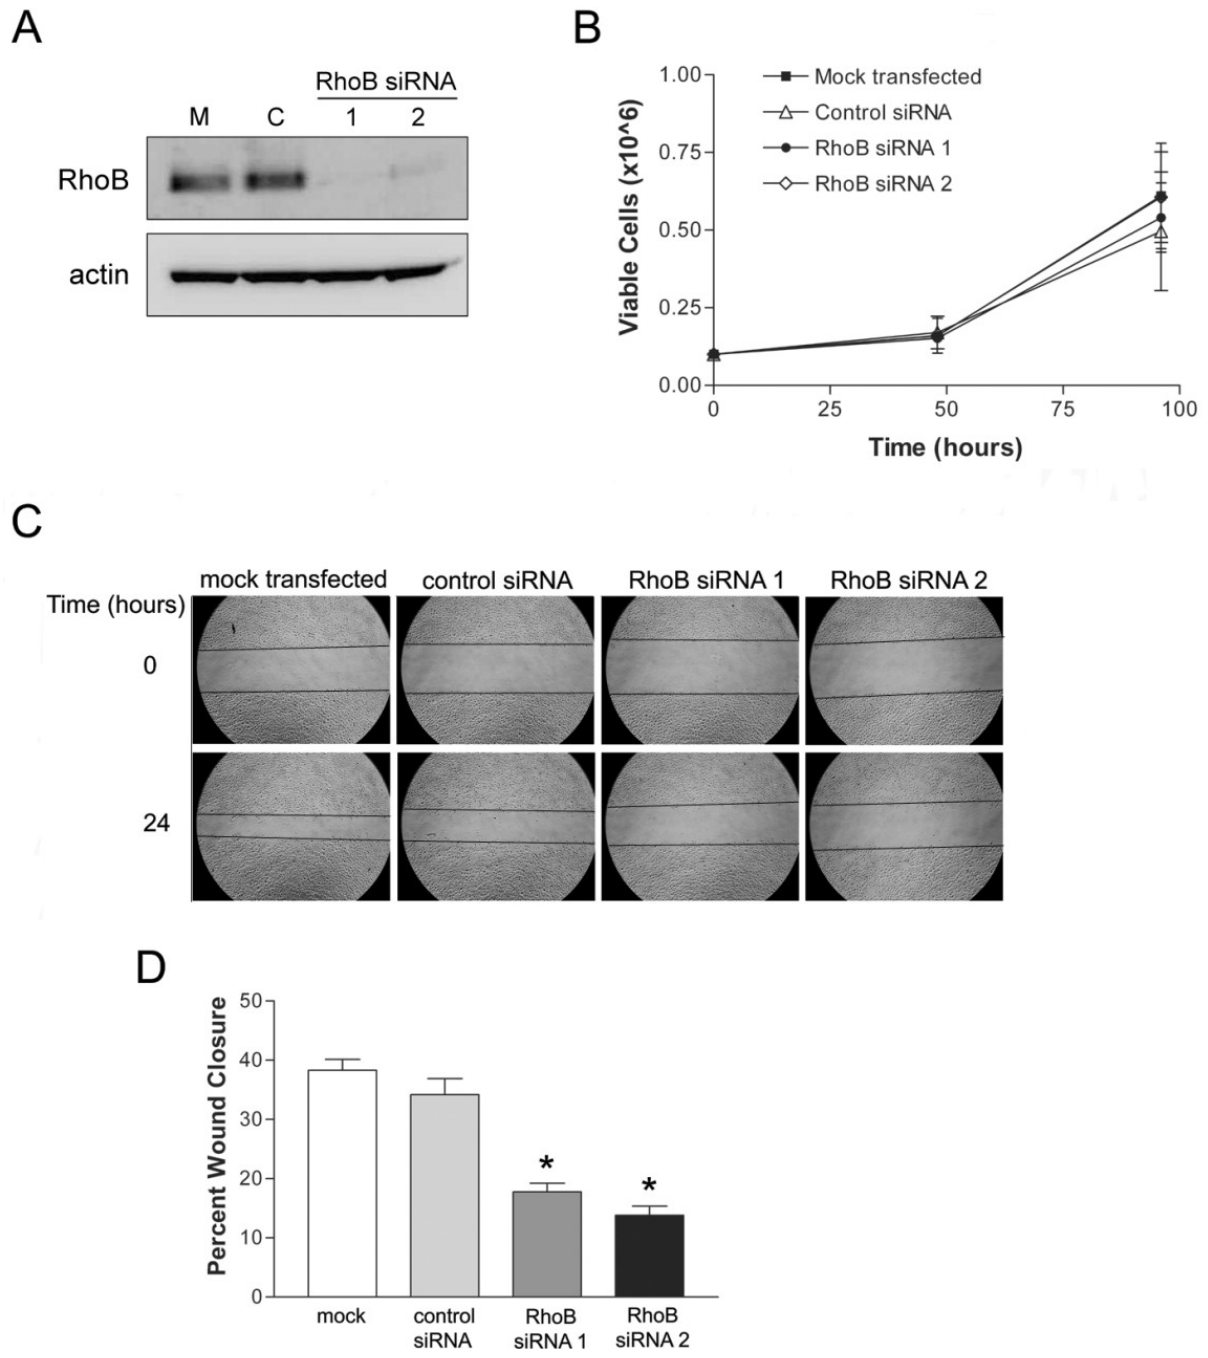 A
RhoB siRNA
M C 1 2
RhoB
actin
B
1.00
0.75
0.50
0.25
0.00
0 25 50 75 100
Viable Cells (x10^6)
Time (hours)
Mock transfected
Control siRNA
RhoB siRNA 1
RhoB siRNA 2
C
mock transfected control siRNA RhoB siRNA 1 RhoB siRNA 2
Time (hours)
0
24
D
Percent Wound Closure
50
40
30
20
10
0
* *
mock control siRNA RhoB siRNA 1 RhoB siRNA 2